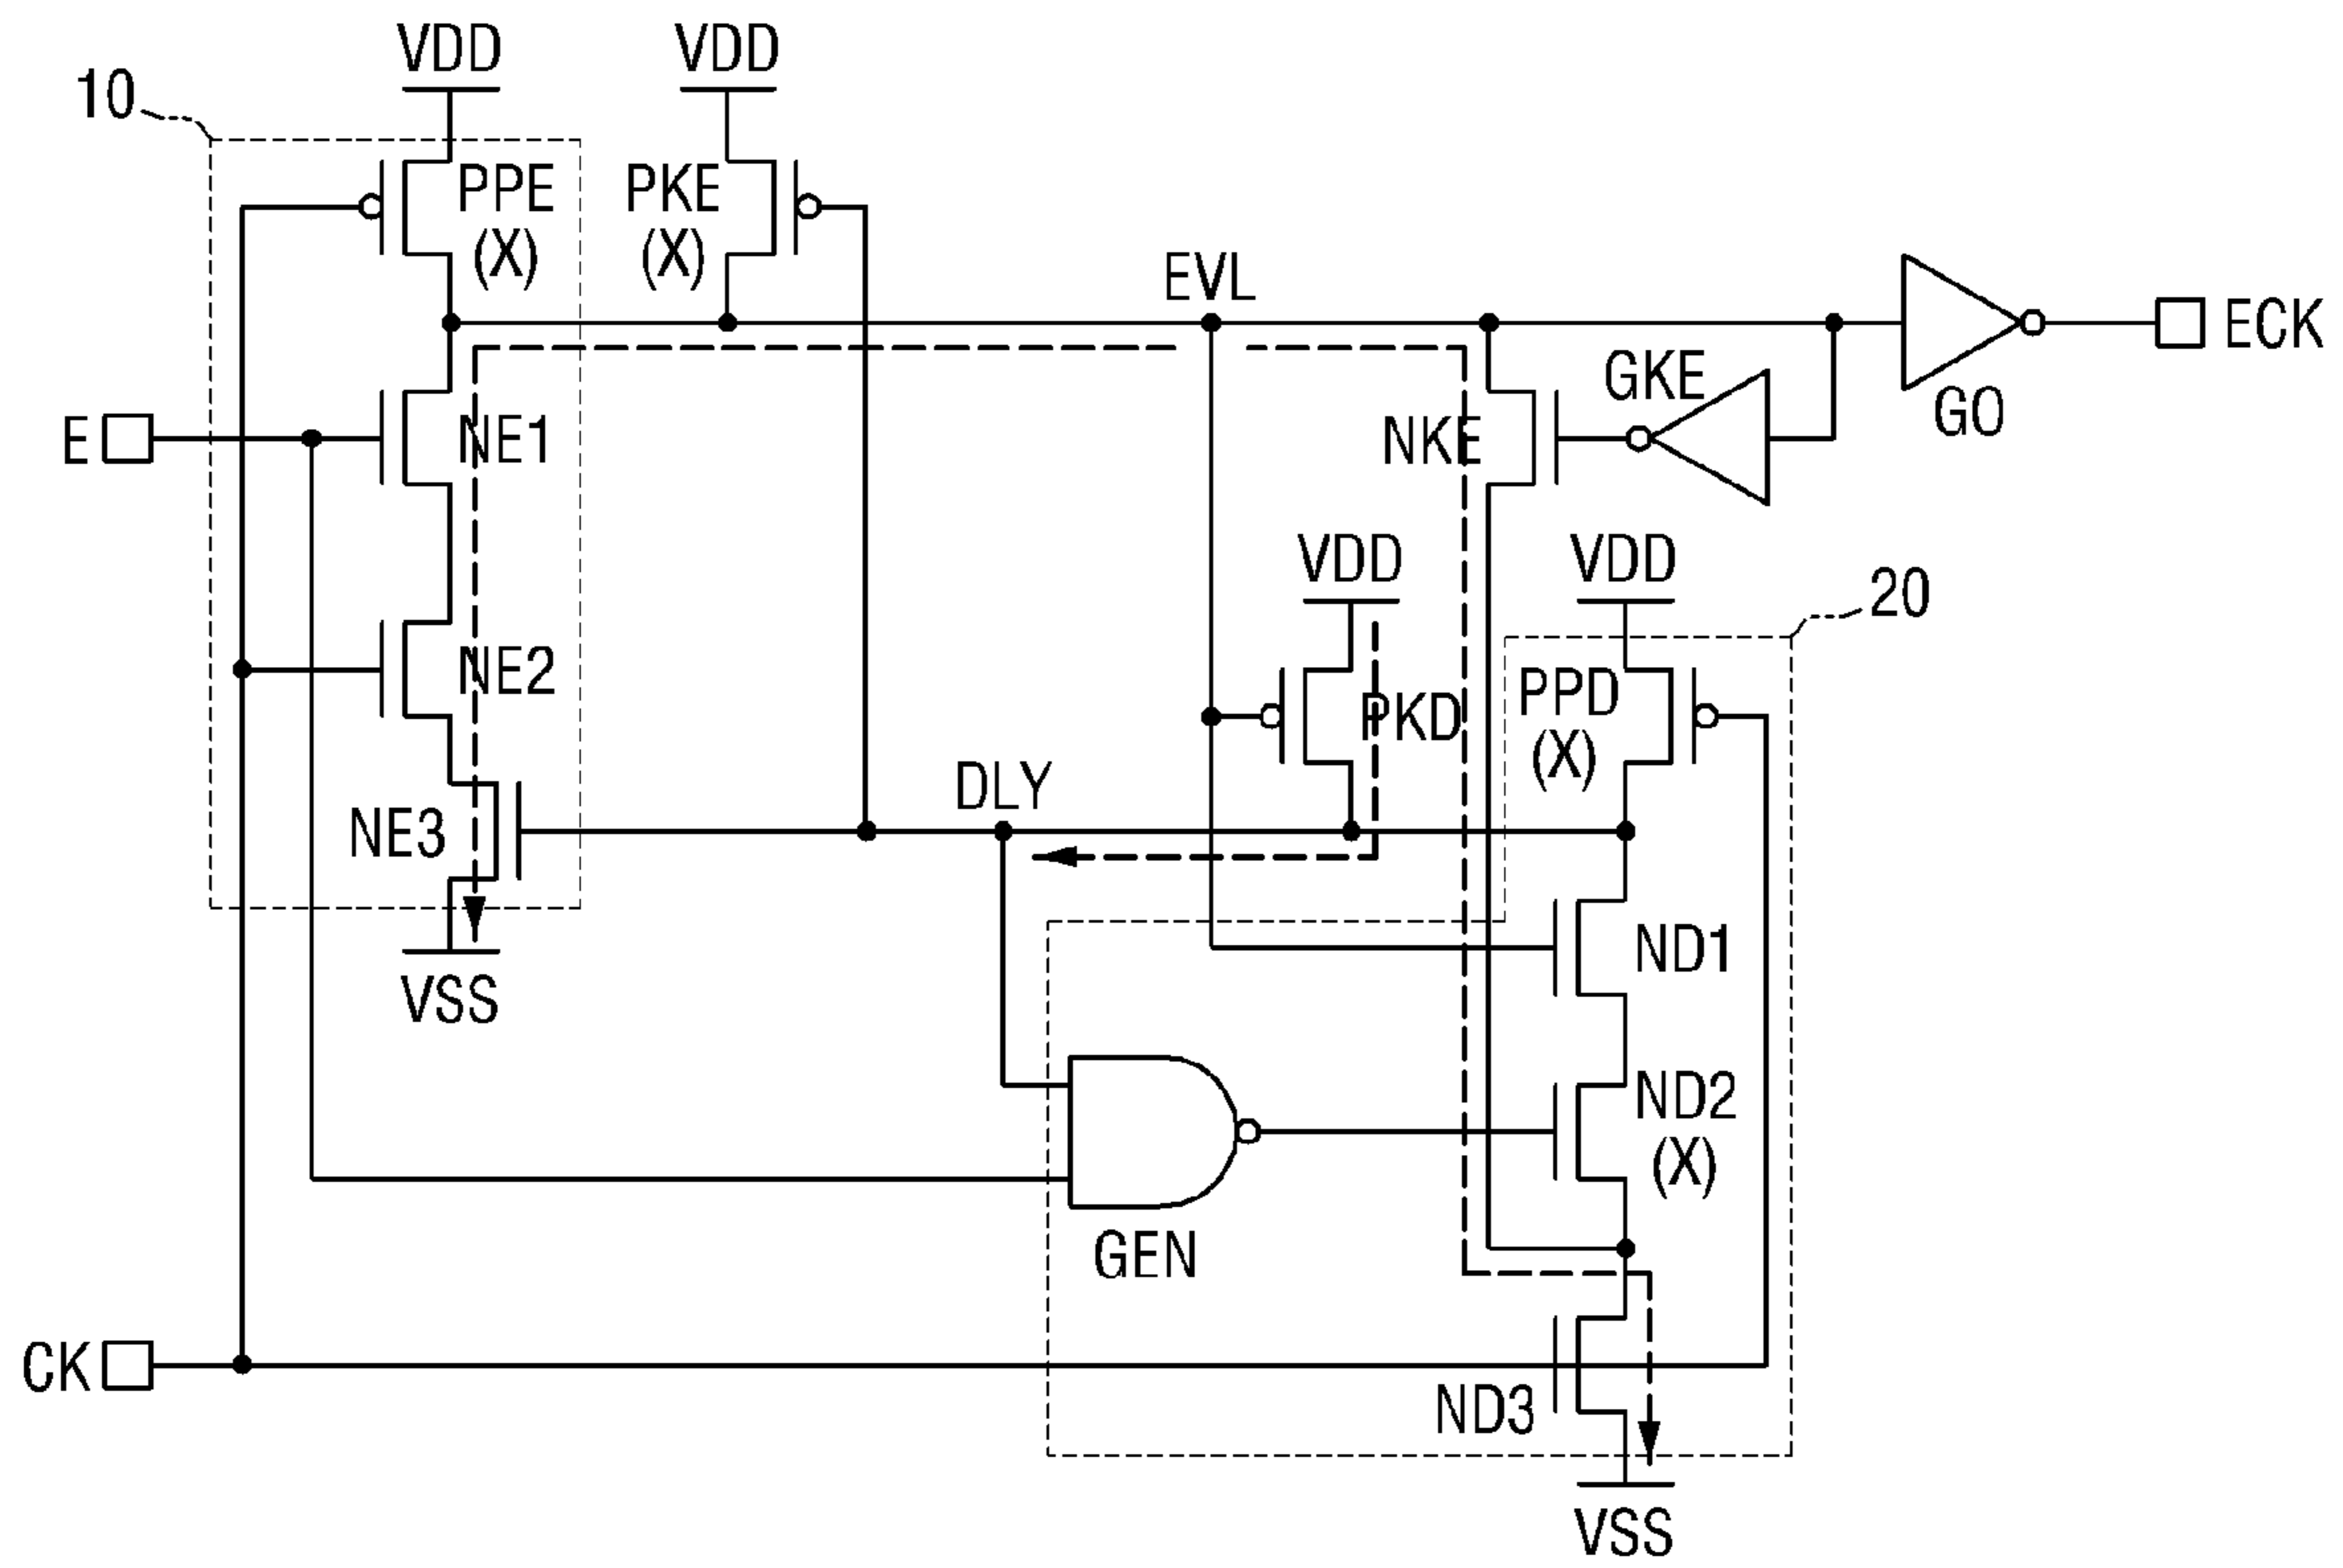 VDD
VDD
10
PPE
(X)
PKE
(X)
EVL
ECK
GKE
GO
E
NE1
NKE
VDD
VDD
20
NE2
PKD
PPD
(X)
DLY
NE3
ND1
VSS
ND2
(X)
GEN
CK
ND3
VSS